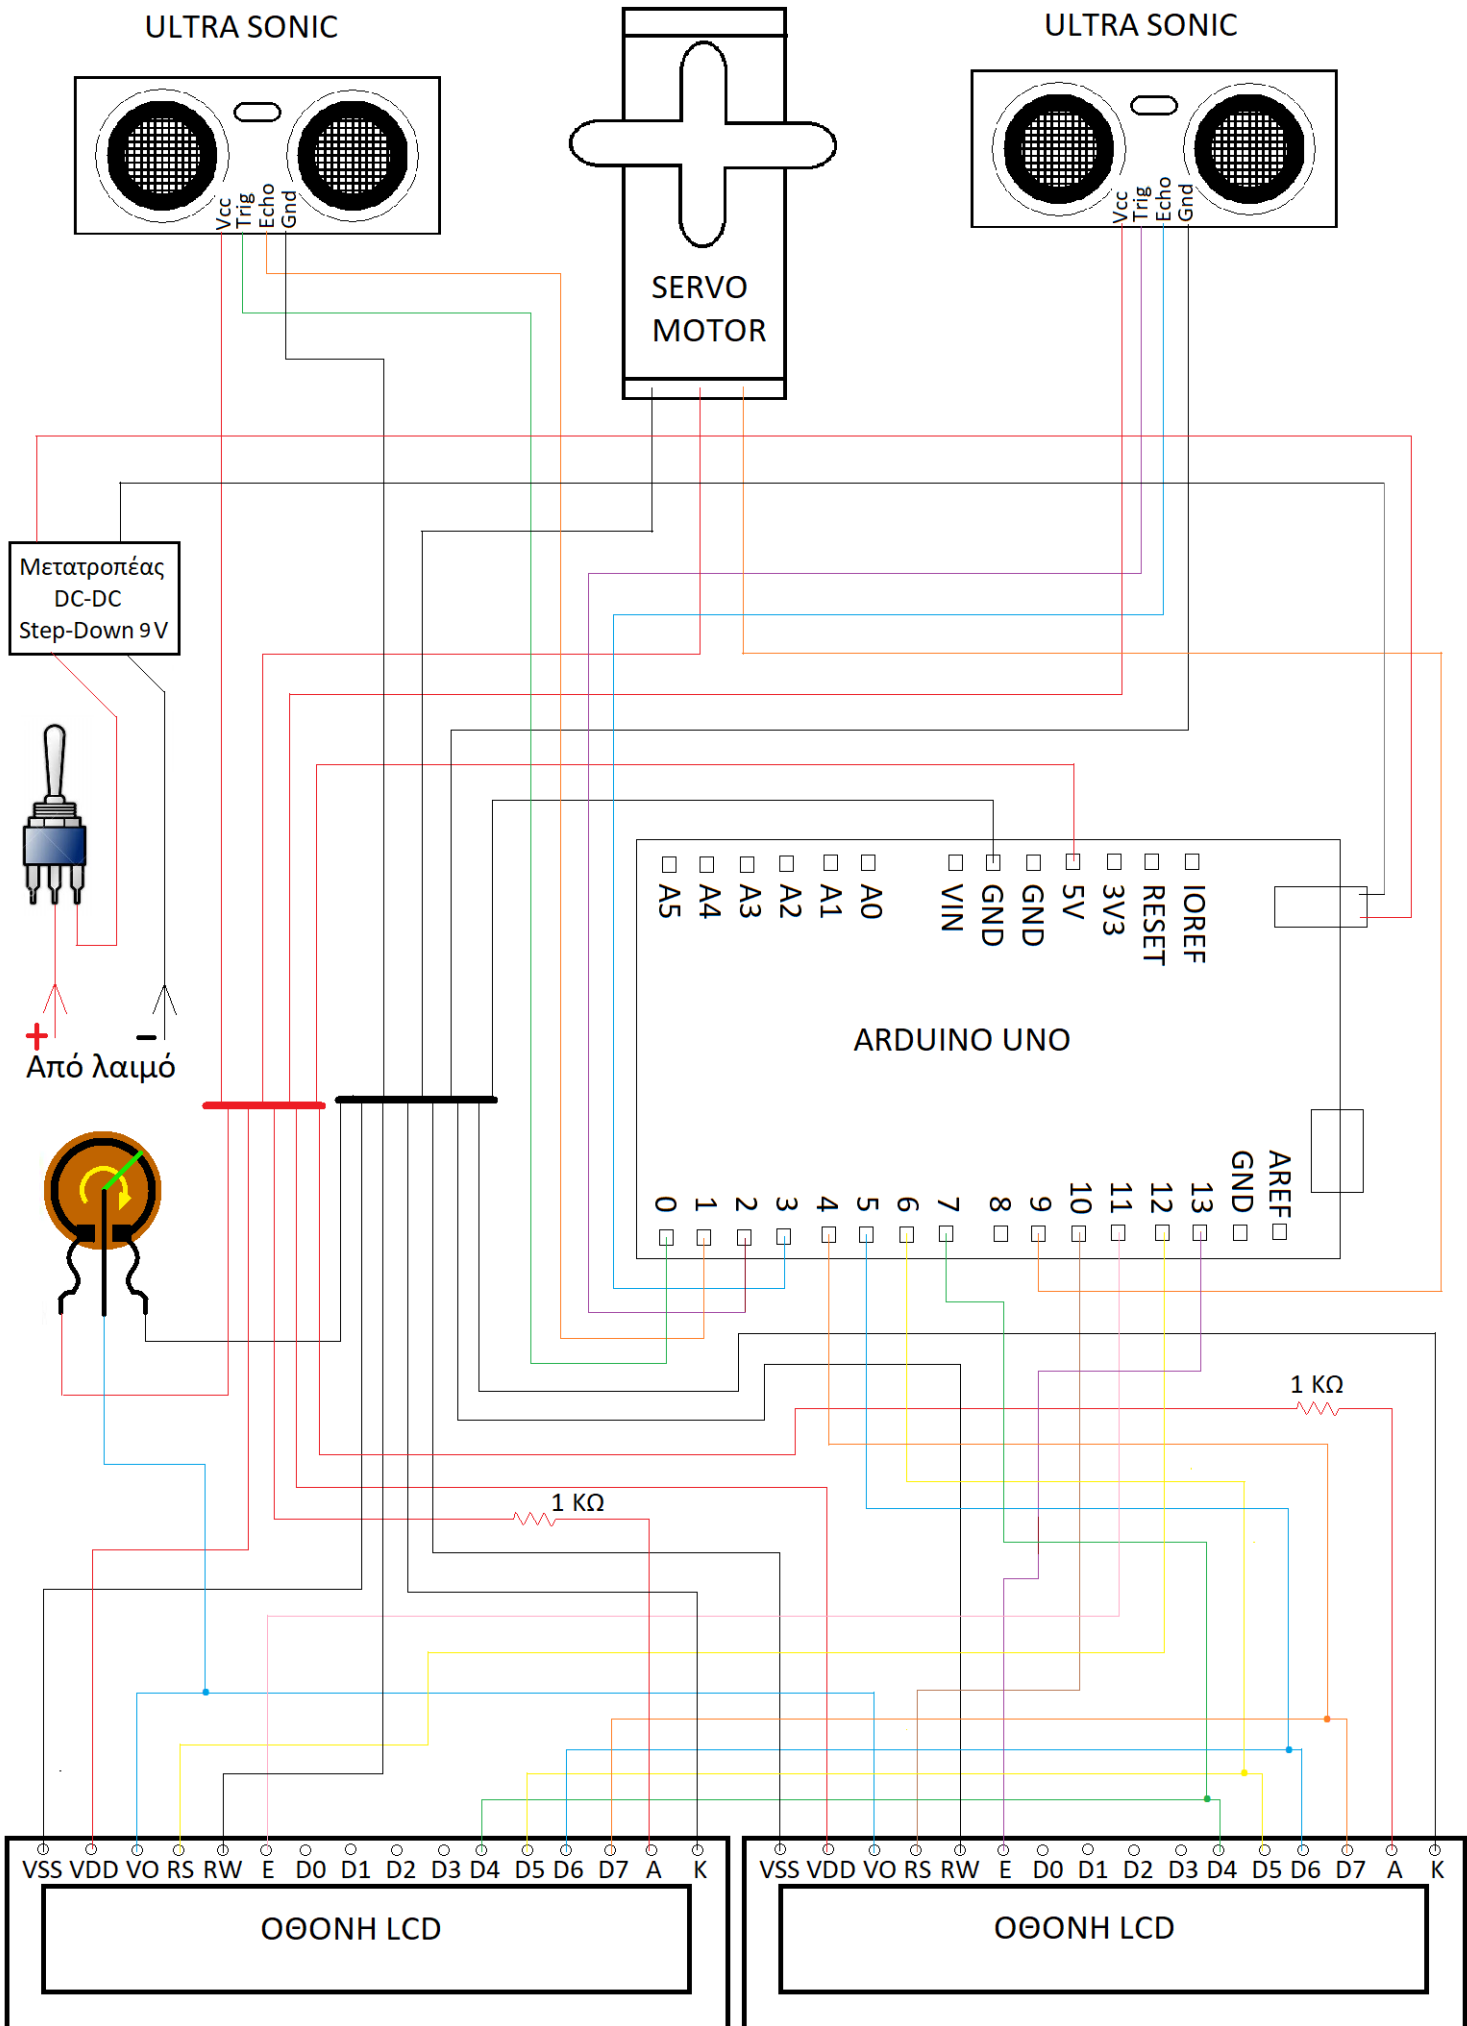 ULTRA SONIC
ULTRA SONIC
Vcc
Trig
Echo
Gnd
Vcc
Trig
Echo
Gnd
SERVO
MOTOR
Μετατροπέας
DC-DC
Step-Down 9 V
A5
A4
A3
A2
A1
A0
VIN
GND
GND
5V
3V3
RESET
IOREF
ARDUINO UNO
+
-
Από λαιμό
0
1
2
3
4
5
6
7
8
9
10
11
12
13
GND
AREF
1 KΩ
1 KΩ
VSS VDD VO RS RW E D0 D1 D2 D3 D4 D5 D6 D7 A K
VSS VDD VO RS RW E D0 D1 D2 D3 D4 D5 D6 D7 A K
ΟΘΟΝΗ LCD
ΟΘΟΝΗ LCD